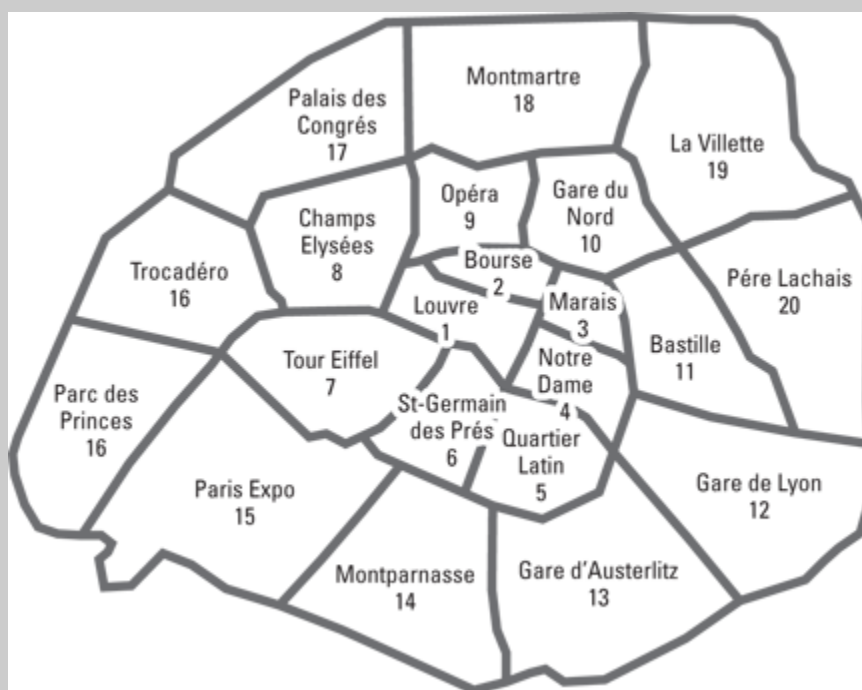 Montmartre
18
Palais des
Congrés
17
La Villette
19
Opéra
9
Gare du
Nord
10
Champs
Elysées
8
Trocadéro
16
Bourse
2
Pére Lachais
20
Louvre
1
Marais
3
Bastille
11
Tour Eiffel
7
Notre
Dame
4
Parc des
Princes
16
St-Germain
des Prés
6
Quartier
Latin
5
Paris Expo
15
Gare de Lyon
12
Montparnasse
14
Gare d'Austerlitz
13